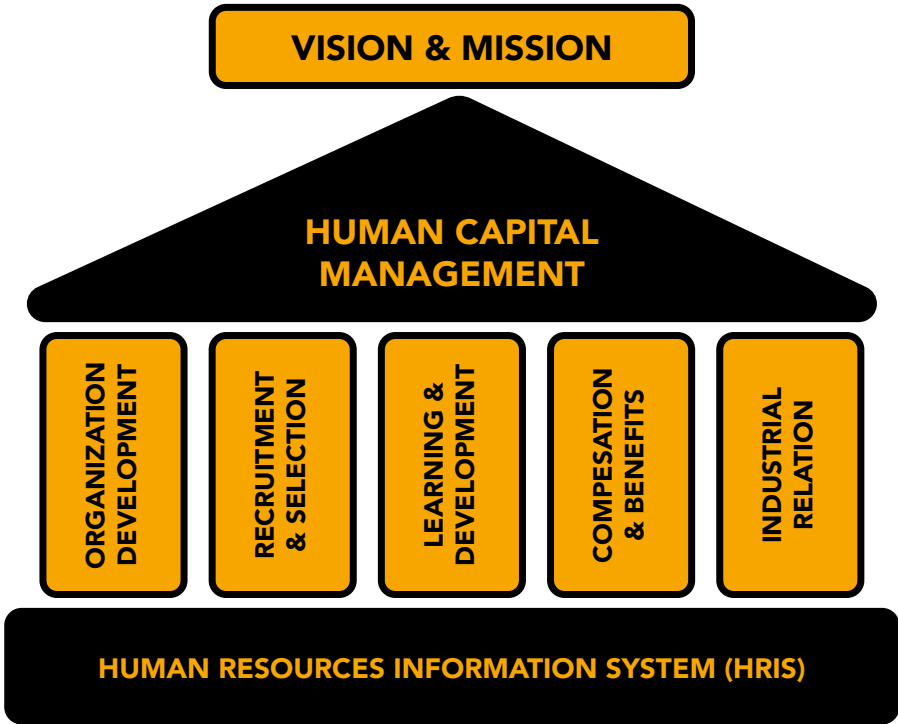 VISION & MISSION
HUMAN CAPITAL
MANAGEMENT
ORGANIZATION
DEVELOPMENT
RECRUITMENT
& SELECTION
LEARNING &
DEVELOPMENT
COMPESATION
& BENEFITS
INDUSTRIAL
RELATION
HUMAN RESOURCES INFORMATION SYSTEM (HRIS)